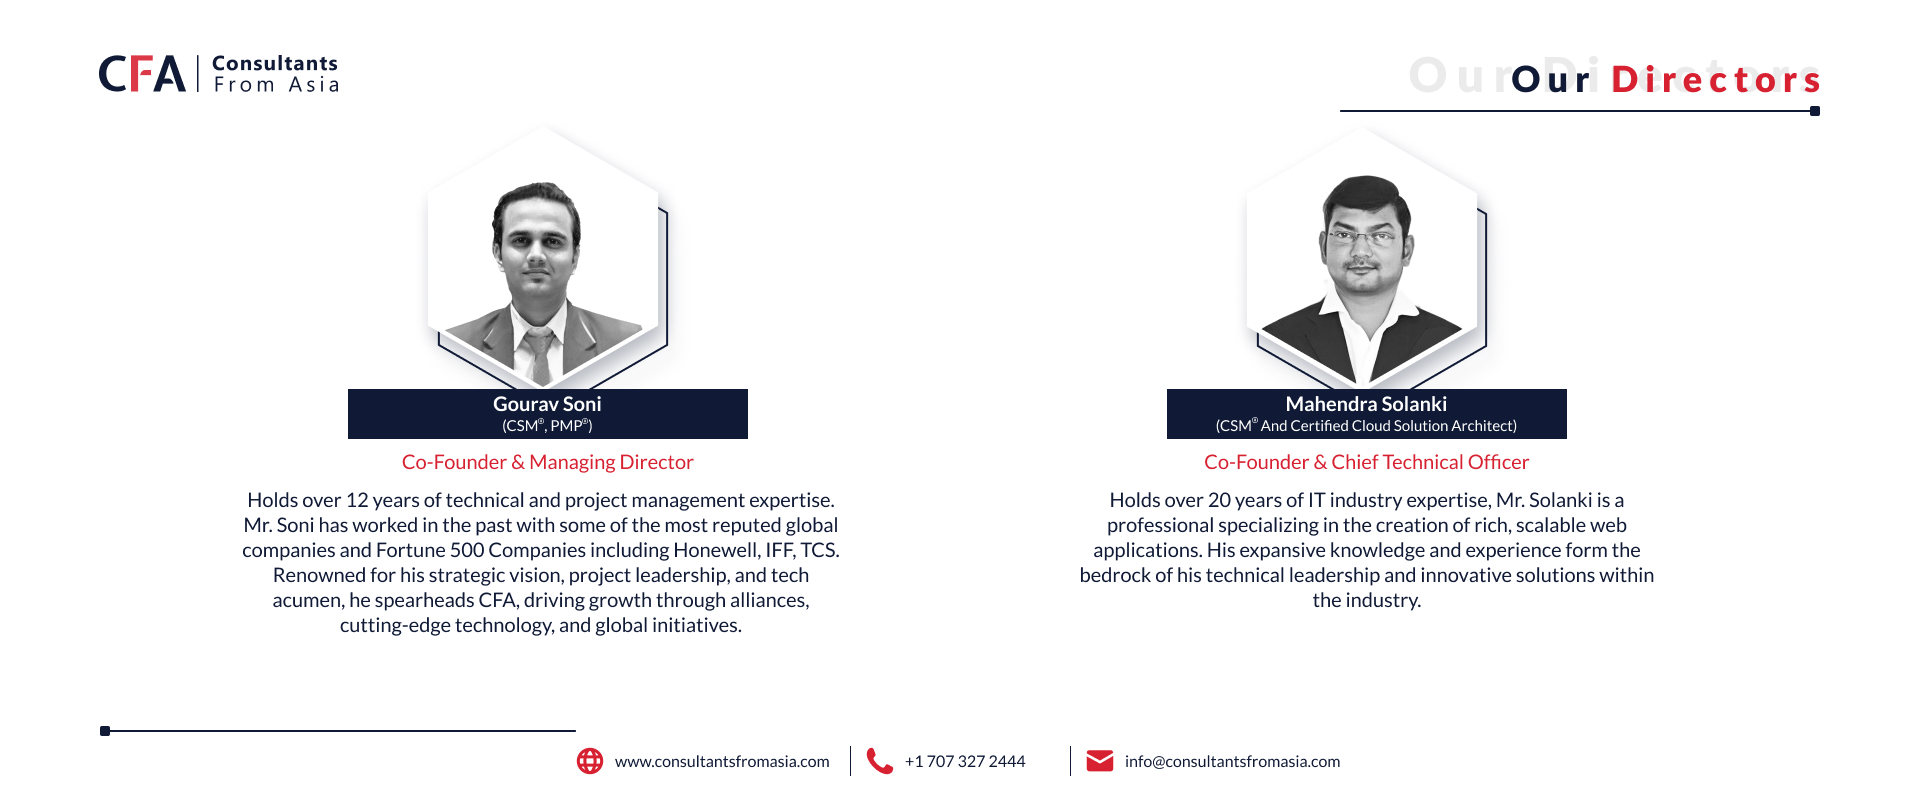 CFA
Consultants
From Asia
Our Directors
Our Directors
Gourav Soni
(CSM®, PMP®)
Co-Founder & Managing Director
Holds over 12 years of technical and project management expertise.
Mr. Soni has worked in the past with some of the most reputed global
companies and Fortune 500 Companies including Honewell, IFF, TCS.
Renowned for his strategic vision, project leadership, and tech
acumen, he spearheads CFA, driving growth through alliances,
cutting-edge technology, and global initiatives.
Mahendra Solanki
(CSM® And Certified Cloud Solution Architect)
Co-Founder & Chief Technical Officer
Holds over 20 years of IT industry expertise, Mr. Solanki is a
professional specializing in the creation of rich, scalable web
applications. His expansive knowledge and experience form the
bedrock of his technical leadership and innovative solutions within
the industry.
www.consultantsfromasia.com
+1 707 327 2444
info@consultantsfromasia.com